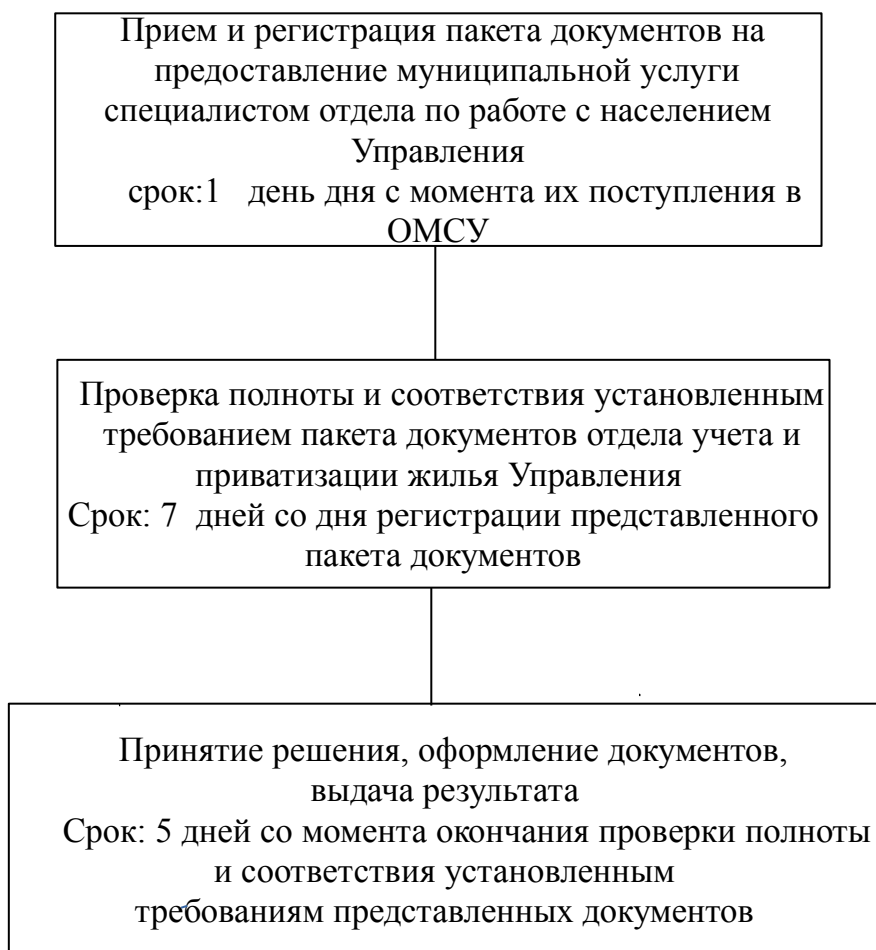 Прием и регистрация пакета документов на
предоставление муниципальной услуги
специалистом отдела по работе с населением
Управления
срок:1 день дня с момента их поступления в
ОМСУ
Проверка полноты и соответствия установленным
требованием пакета документов отдела учета и
приватизации жилья Управления
Срок: 7 дней со дня регистрации представленного
пакета документов
Принятие решения, оформление документов,
выдача результата
Срок: 5 дней со момента окончания проверки полноты
и соответствия установленным
требованиям представленных документов